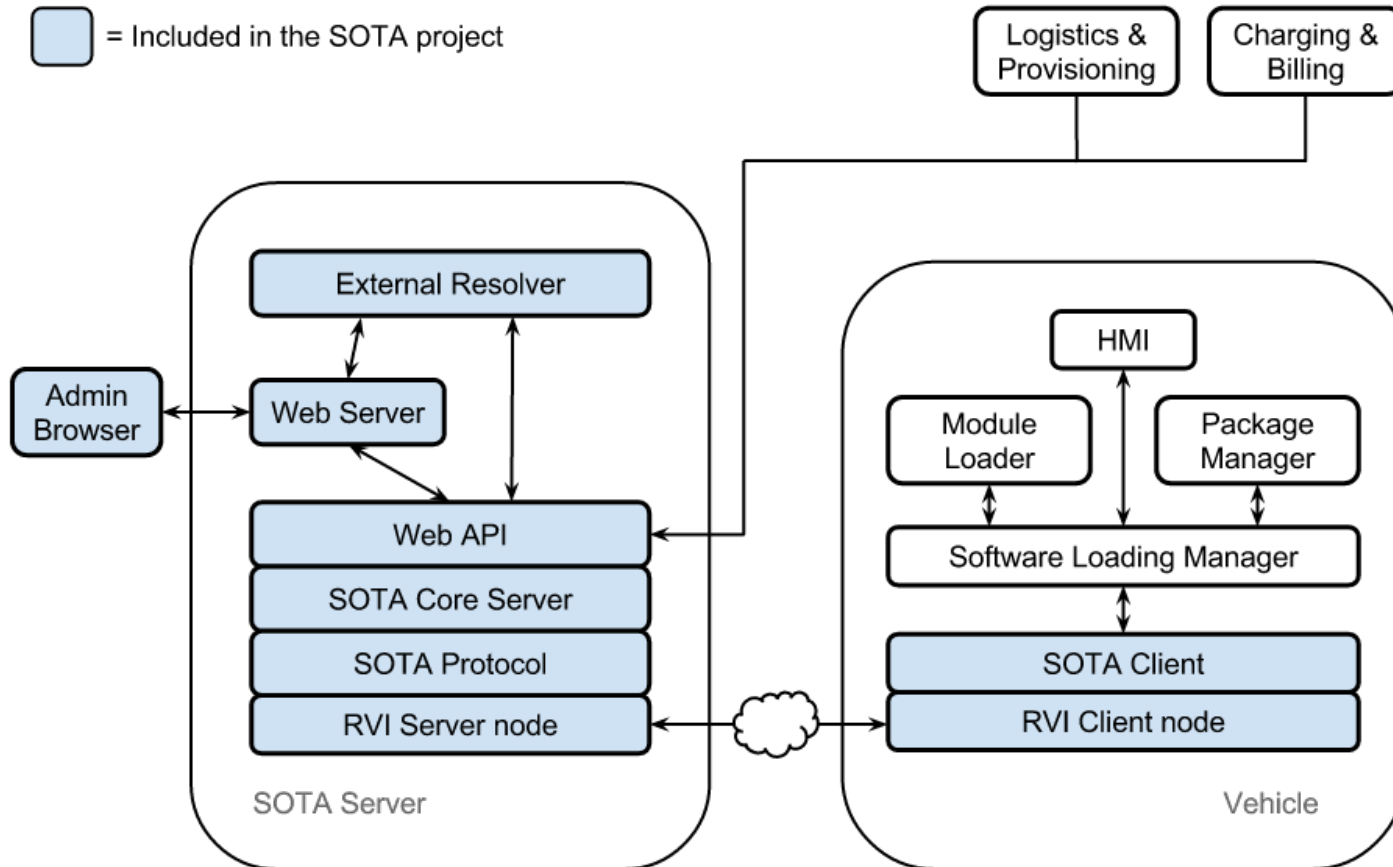 = Included in the SOTA project
Logistics &
Provisioning
Charging &
Billing
External Resolver
HMI
Admin
Browser
Web Server
Module
Loader
Package
Manager
Web API
Software Loading Manager
SOTA Core Server
SOTA Protocol
SOTA Client
RVI Server node
RVI Client node
SOTA Server
Vehicle